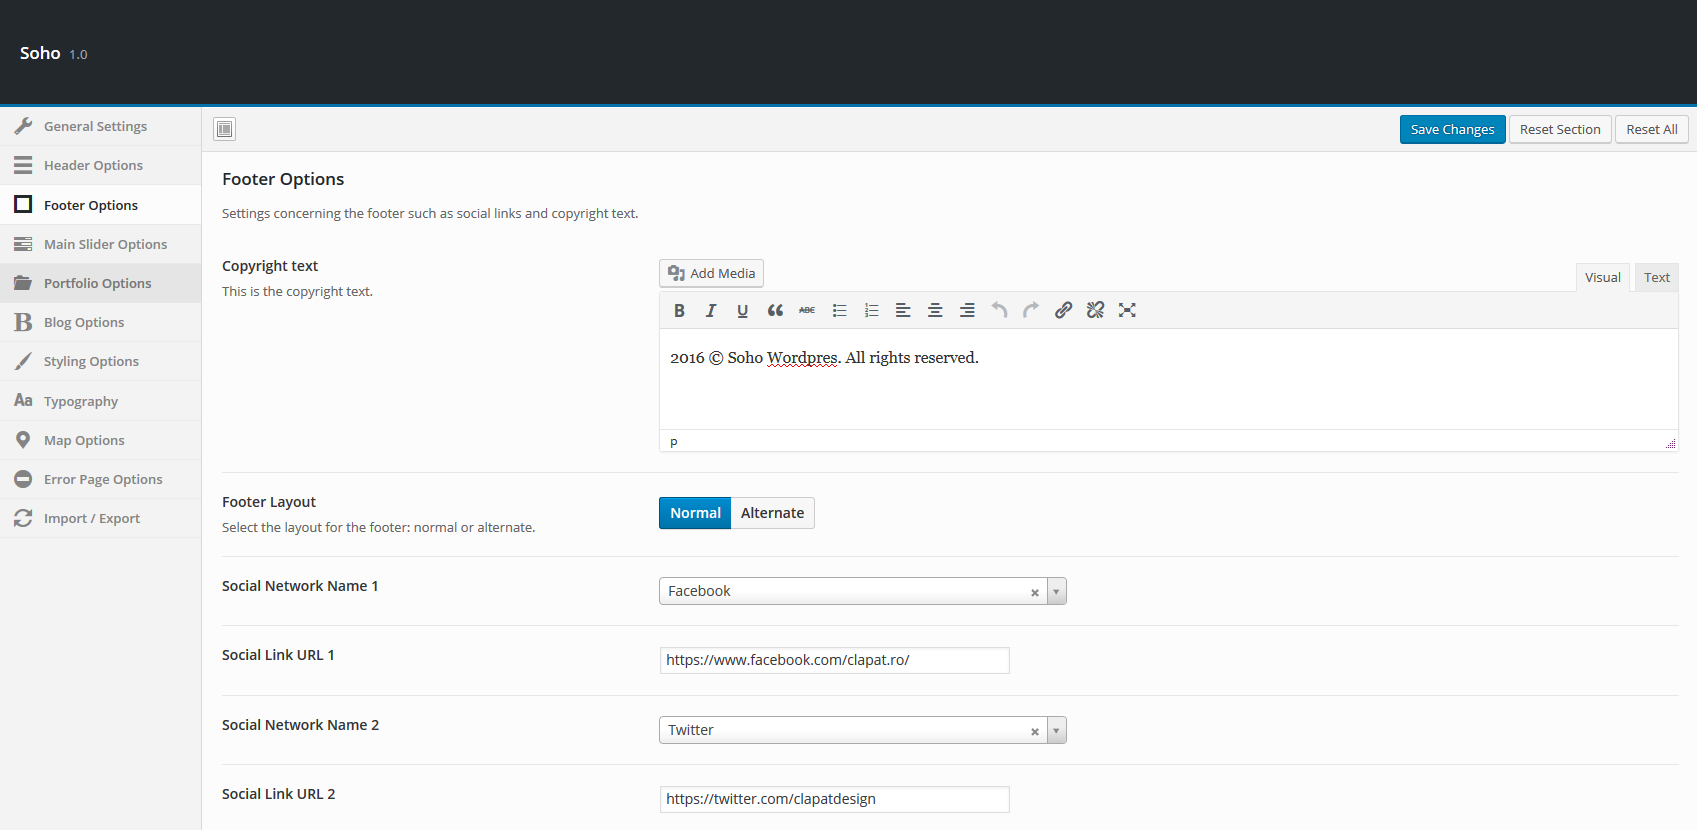 Soho 1.0
General Settings
Header Options
Footer Options
Main Slider Options
Portfolio Options
Blog Options
Styling Options
Aa Typography
Map Options
Error Page Options
Import / Export
Save Changes Reset Section Reset All
Footer Options
Settings concerning the footer such as social links and copyright text.
Copyright text
This is the copyright text.
Add Media
Visual Text
B I U ABC
2016 © Soho Wordpres. All rights reserved.
p
Footer Layout
Select the layout for the footer: normal or alternate.
Normal Alternate
Social Network Name 1
Facebook
Social Link URL 1
https://www.facebook.com/clapat.ro/
Social Network Name 2
Twitter
Social Link URL 2
https://twitter.com/clapatdesign